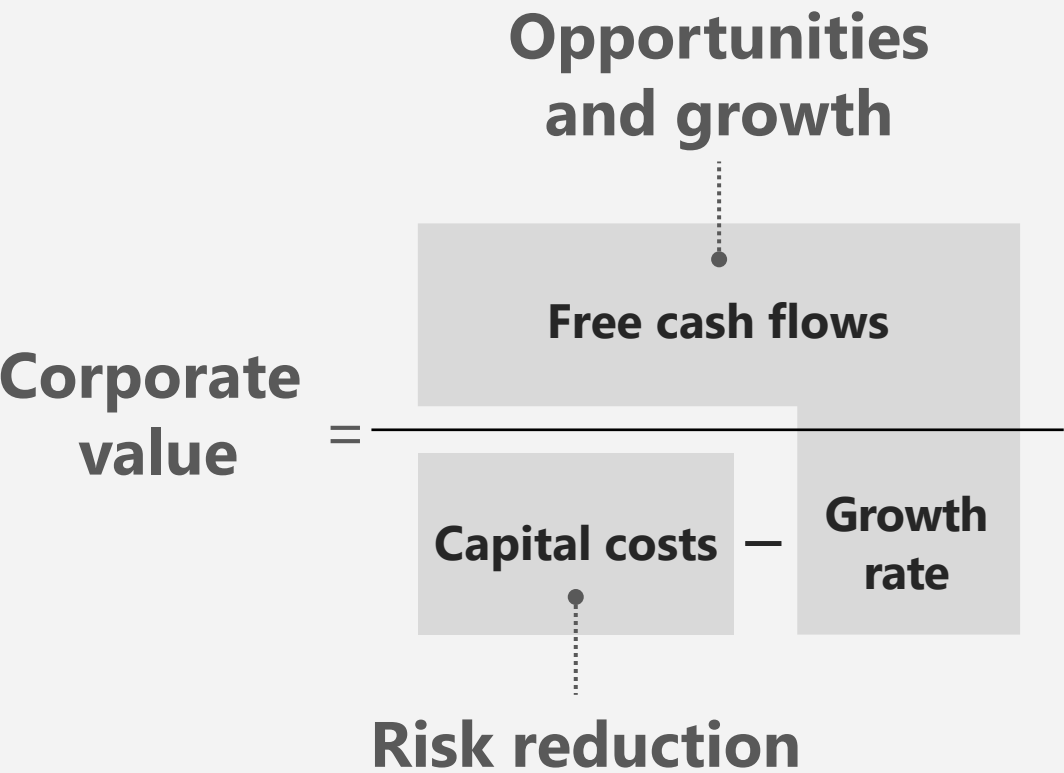 Opportunities
and growth
Free cash flows
Corporate
value
=
Capital costs
–
Growth
rate
Risk reduction